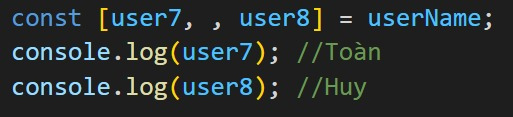 const [user7, , user8] = userName;
console.log(user7); //Toàn
console.log(user8); //Huy